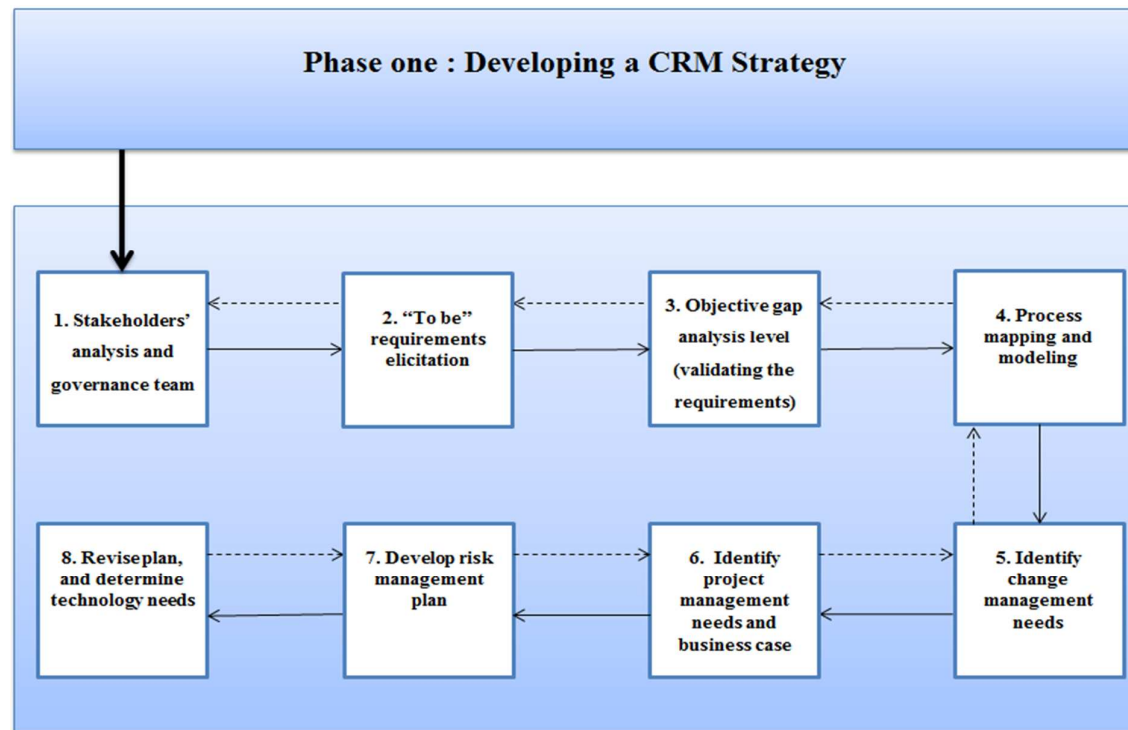 Phase one : Developing a CRM Strategy
1. Stakeholders’
analysis and
governance team
2. “To be”
requirements
elicitation
3. Objective gap
analysis level
(validating the
requirements)
4. Process
mapping and
modeling
8. Revise plan,
and determine
technology needs
7. Develop risk
management
plan
6. Identify
project
management
needs and
business case
5. Identify
change
management
needs